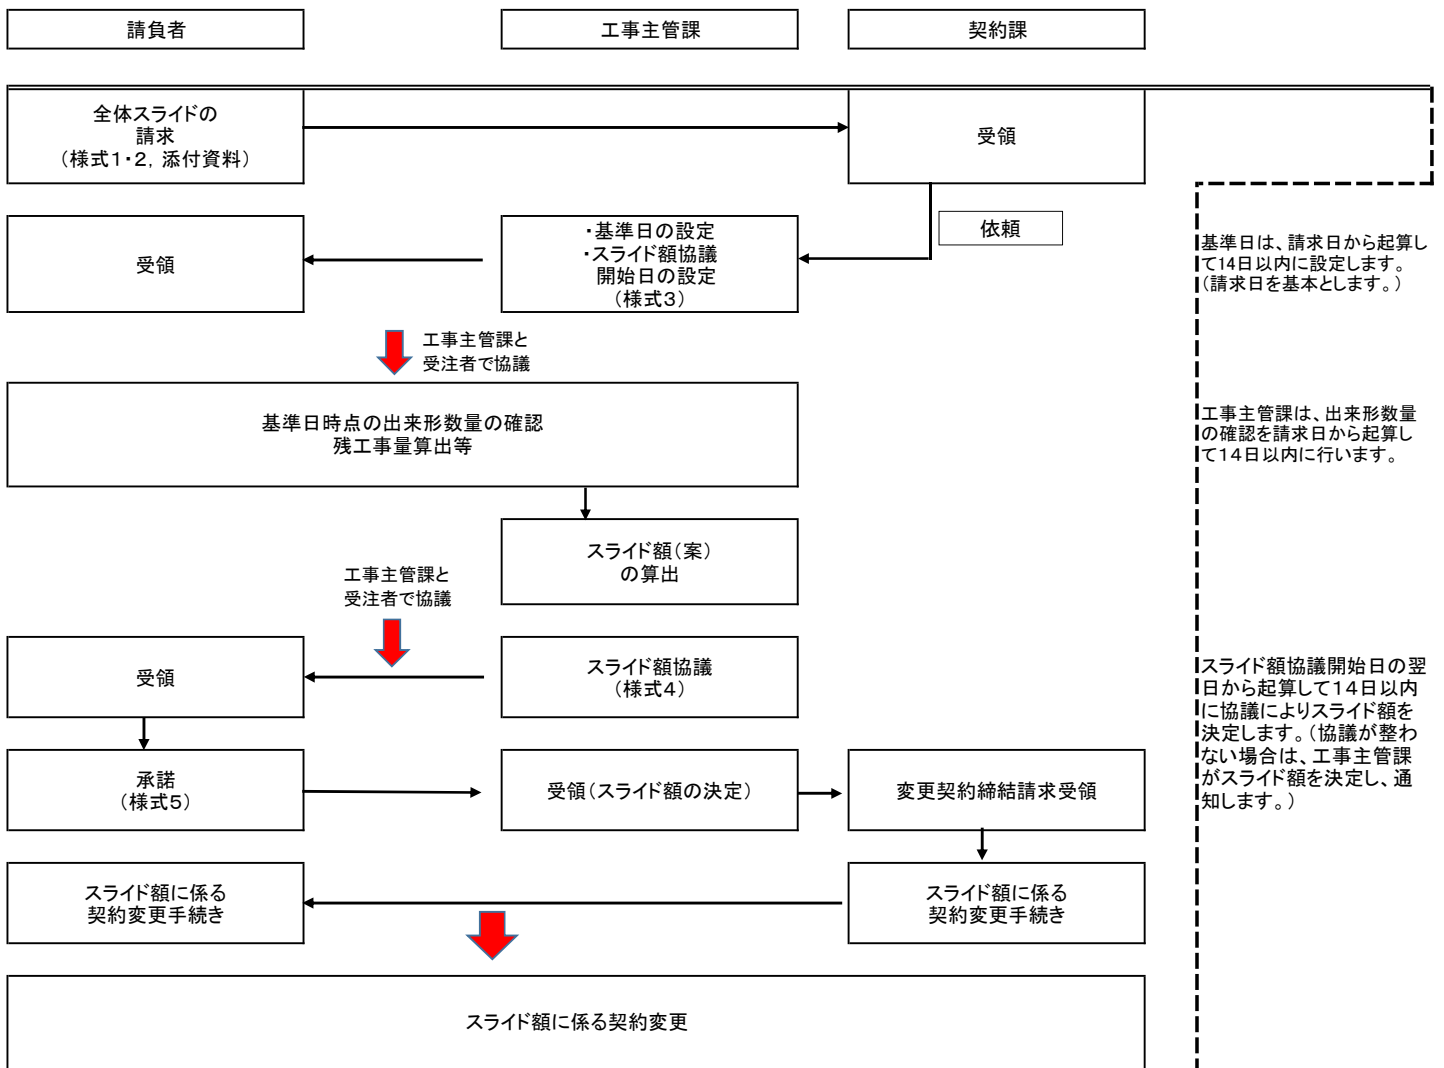 請負者
工事主管課
契約課
全体スライドの
請求
（様式１・２，添付資料）
受領
依頼
受領
・基準日の設定
・スライド額協議
開始日の設定
（様式３）
基準日は、請求日から起算し
て14日以内に設定します。
（請求日を基本とします。）
工事主管課と
受注者で協議
基準日時点の出来形数量の確認
残工事量算出等
工事主管課は、出来形数量
の確認を請求日から起算し
て１４日以内に行います。
スライド額（案）
の算出
工事主管課と
受注者で協議
受領
スライド額協議
（様式４）
スライド額協議開始日の翌
日から起算して１４日以内
に協議によりスライド額を
決定します。（協議が整わ
ない場合は、工事主管課
がスライド額を決定し、通
知します。）
承諾
（様式５）
受領（スライド額の決定）
変更契約締結請求受領
スライド額に係る
契約変更手続き
スライド額に係る
契約変更手続き
スライド額に係る契約変更